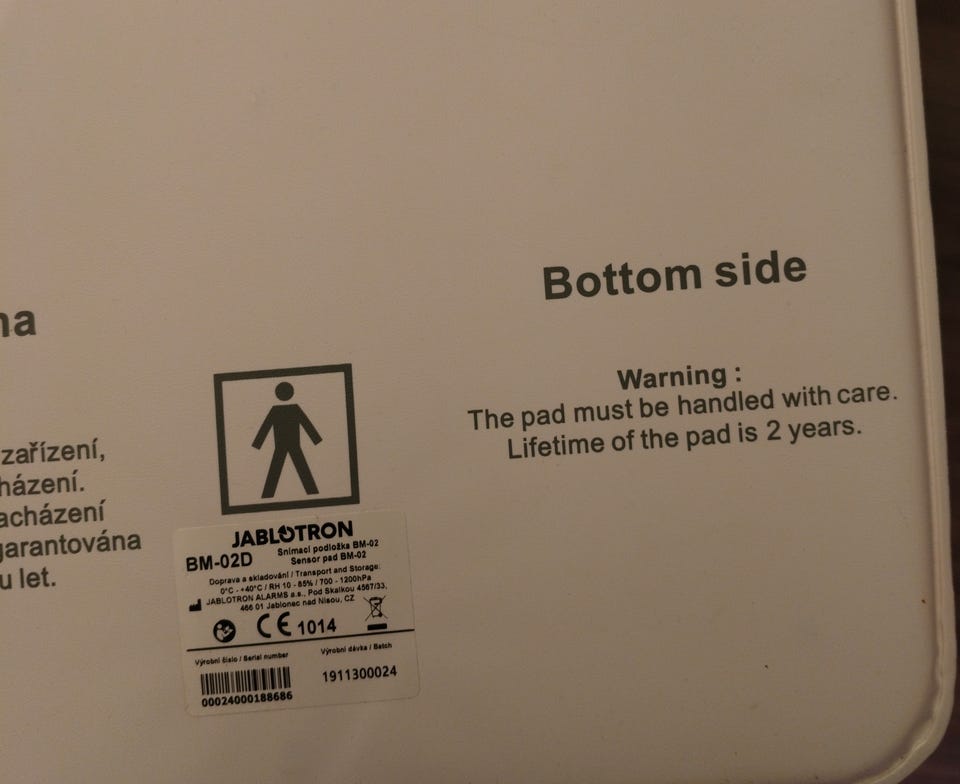 na
zařízení,
házení.
acházení
garantována
u let.
Bottom side
Warning :
The pad must be handled with care.
Lifetime of the pad is 2 years.
JABLOTRON
BM-02D
Snímací podložka BM-02
Sensor pad BM-02
Doprava a skladování / Transport and Storage:
0°C - +40°C / RH 10 - 85% / 700 - 1200hPa
JABLOTRON ALARMS a.s., Pod Skalkou 4567/33,
466 01 Jablonec nad Nisou, CZ
CE 1014
Výrobní číslo / Serial number
Výrobní dávka / Batch
00024000188686
1911300024